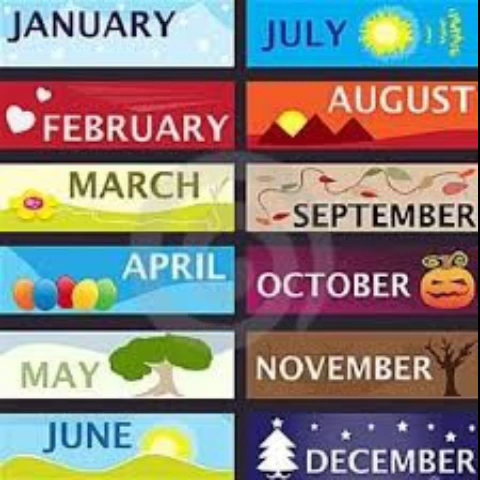 JANUARY
FEBRUARY
MARCH
APRIL
MAY
JUNE
JULY
AUGUST
SEPTEMBER
OCTOBER
NOVEMBER
DECEMBER